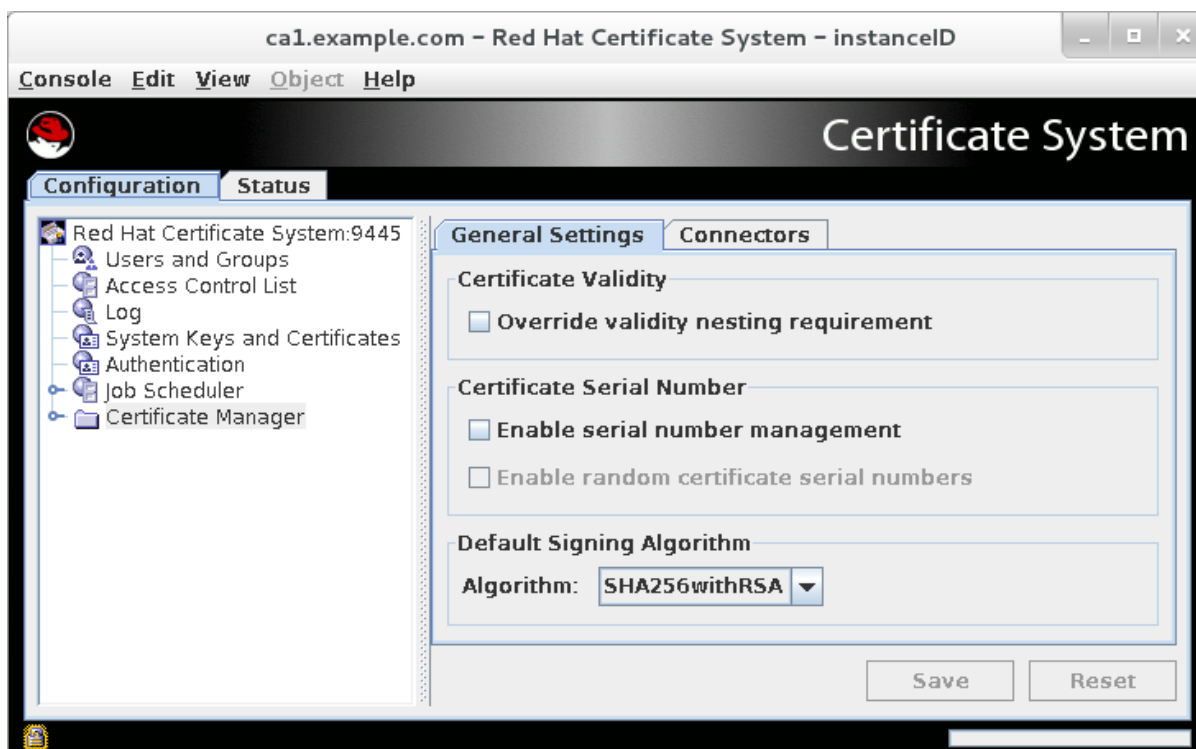 ca1.example.com – Red Hat Certificate System – instanceID
Console Edit View Object Help
Certificate System
Configuration Status
Red Hat Certificate System:9445
Users and Groups
Access Control List
Log
System Keys and Certificates
Authentication
Job Scheduler
Certificate Manager
General Settings Connectors
Certificate Validity
Override validity nesting requirement
Certificate Serial Number
Enable serial number management
Enable random certificate serial numbers
Default Signing Algorithm
Algorithm: SHA256withRSA
Save Reset